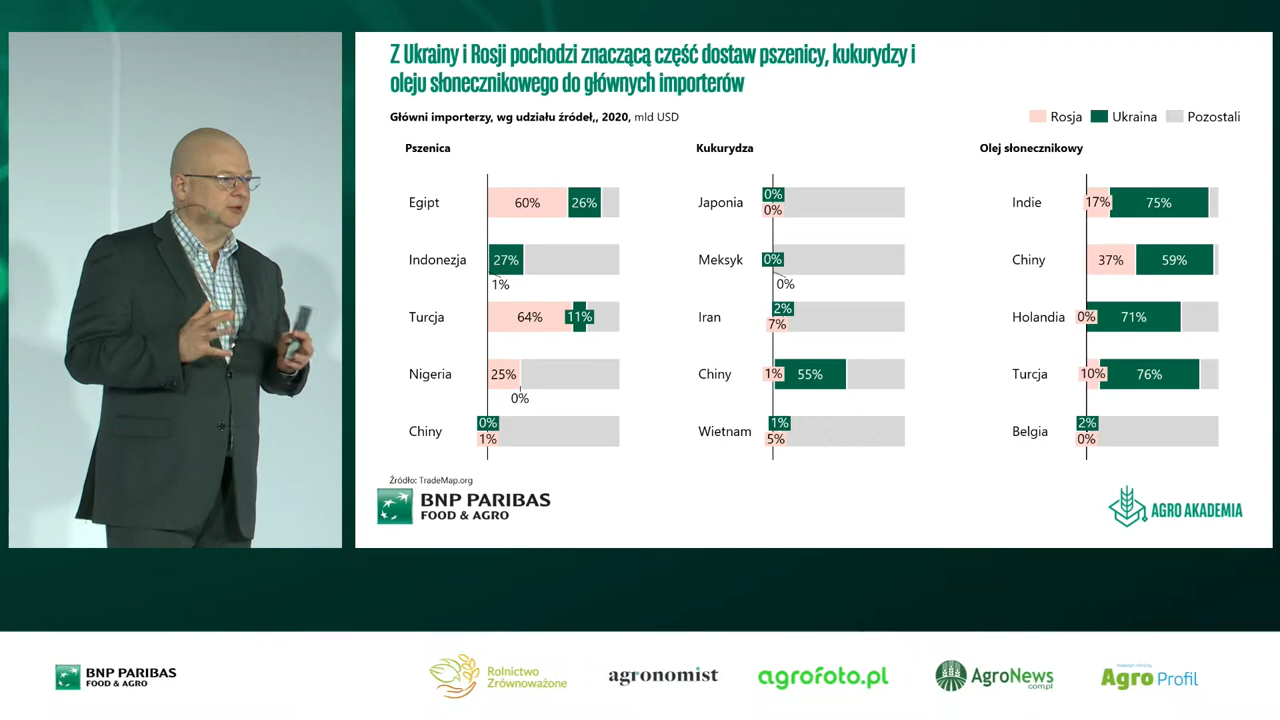 Z Ukrainy i Rosji pochodzi znaczącą część dostaw pszenicy, kukurydzy i
oleju słonecznikowego do głównych importerów
Główni importerzy, wg udziału źródeł,, 2020, mld USD
Rosja Ukraina Pozostali
Pszenica
Egipt 60% 26%
Indonezja 27%
1%
Turcja 64% 11%
Nigeria 25%
0%
Chiny 0%
1%
Kukurydza
Japonia 0%
0%
Meksyk 0%
0%
Iran 2%
7%
Chiny 1% 55%
Wietnam 1%
5%
Olej słonecznikowy
Indie 17% 75%
Chiny 37% 59%
Holandia 0% 71%
Turcja 10% 76%
Belgia 2%
0%
Źródło: TradeMap.org
BNP PARIBAS
FOOD & AGRO
AGRO AKADEMIA
BNP PARIBAS
FOOD & AGRO
Rolnictwo
Zrównoważone
agronomist
agrofoto.pl
AgroNews
com.pl
Agro Profil